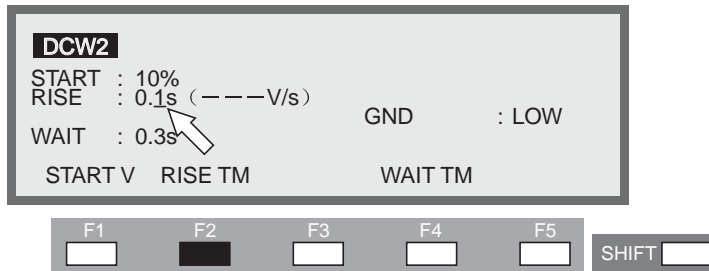 DCW2
START : 10%
RISE : 0.1s (－－－V/s)
GND : LOW
WAIT : 0.3s
START V RISE TM WAIT TM
F1 F2 F3 F4 F5
SHIFT